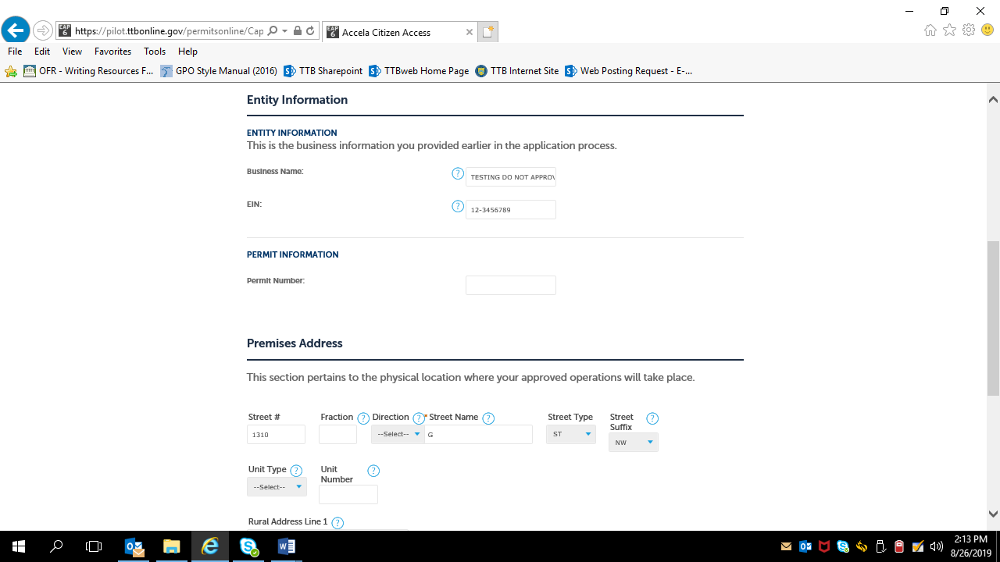 https://pilot.ttbonline.gov/permitsonline/Cap
EAP 6 Accela Citizen Access
File Edit View Favorites Tools Help
OFR - Writing Resources F... GPO Style Manual (2016) TTB Sharepoint TTBweb Home Page TTB Internet Site Web Posting Request - E-...
Entity Information
ENTITY INFORMATION
This is the business information you provided earlier in the application process.
Business Name: ? TESTING DO NOT APPROV
EIN: ? 12-3456789
PERMIT INFORMATION
Permit Number:
Premises Address
This section pertains to the physical location where your approved operations will take place.
Street # Fraction ? Direction ? * Street Name ? Street Type Street Suffix ?
1310 --Select-- G ST NW
Unit Type ? Unit Number ?
--Select--
Rural Address Line 1 ?
2:13 PM
8/26/2019